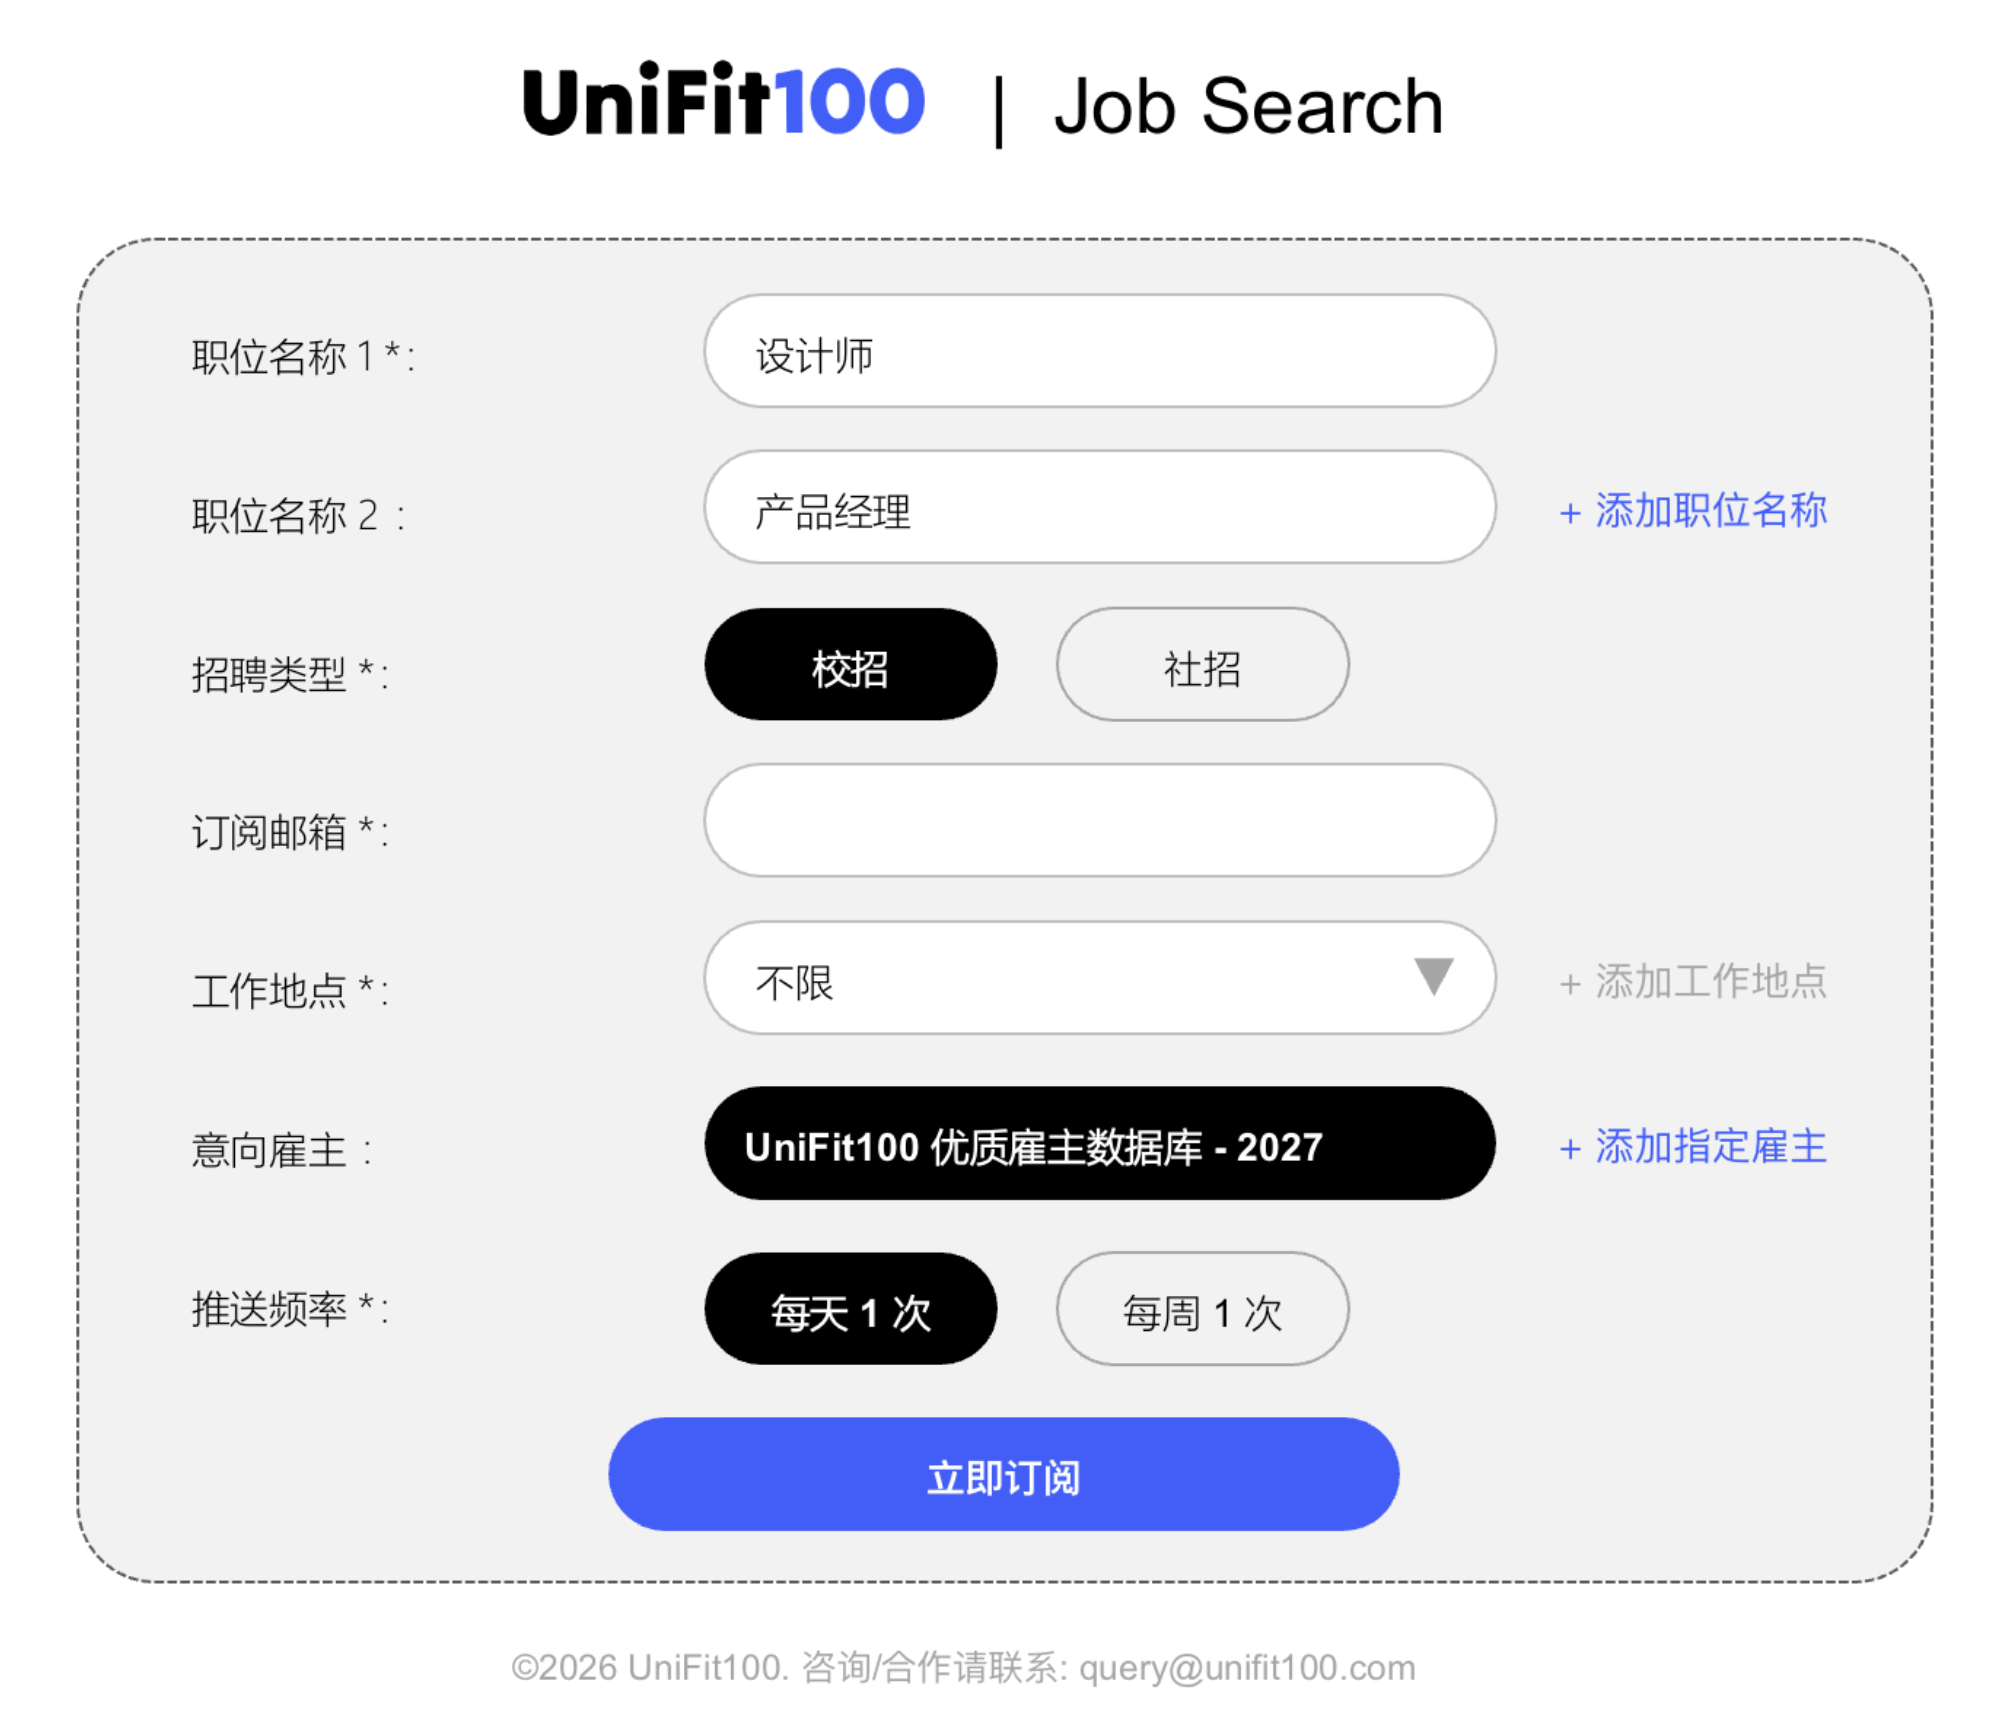 UniFit100 | Job Search
职位名称 1 *:
设计师
职位名称 2 :
产品经理
+ 添加职位名称
招聘类型 *:
校招
社招
订阅邮箱 *:
工作地点 *:
不限
+ 添加工作地点
意向雇主 :
UniFit100 优质雇主数据库 - 2027
+ 添加指定雇主
推送频率 *:
每天 1 次
每周 1 次
立即订阅
©2026 UniFit100. 咨询/合作请联系: query@unifit100.com